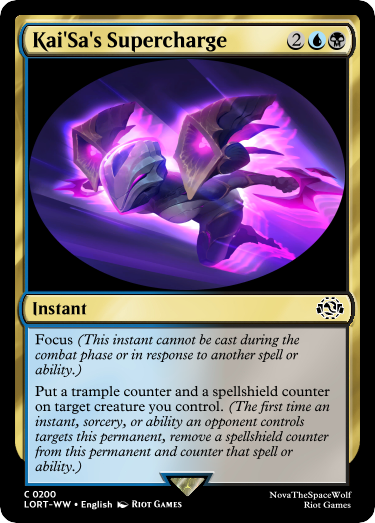 Kai'Sa's Supercharge 2
Instant
Focus (This instant cannot be cast during the
combat phase or in response to another spell or
ability.)
Put a trample counter and a spellshield counter
on target creature you control. (The first time an
instant, sorcery, or ability an opponent controls
targets this permanent, remove a spellshield counter
from this permanent and counter that spell or
ability.)
C 0200
LORT-WW • English Riot Games
NovaTheSpaceWolf
Riot Games